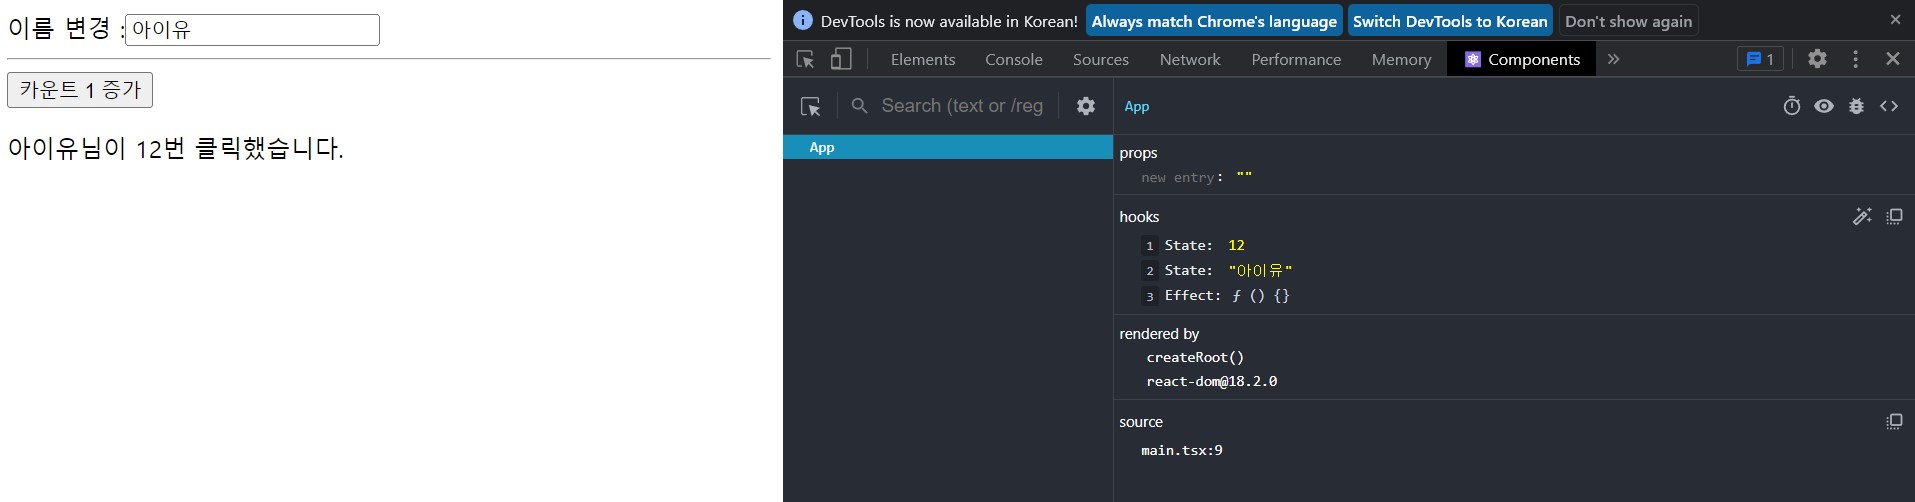 이름 변경 :아이유
카운트 1 증가
아이유님이 12번 클릭했습니다.
DevTools is now available in Korean! Always match Chrome's language Switch DevTools to Korean Don't show again
Elements Console Sources Network Performance Memory Components 1
Search (text or /reg
App
App
props
new entry: ""
hooks
1 State: 12
2 State: "아이유"
3 Effect: ƒ () {}
rendered by
createRoot()
react-dom@18.2.0
source
main.tsx:9